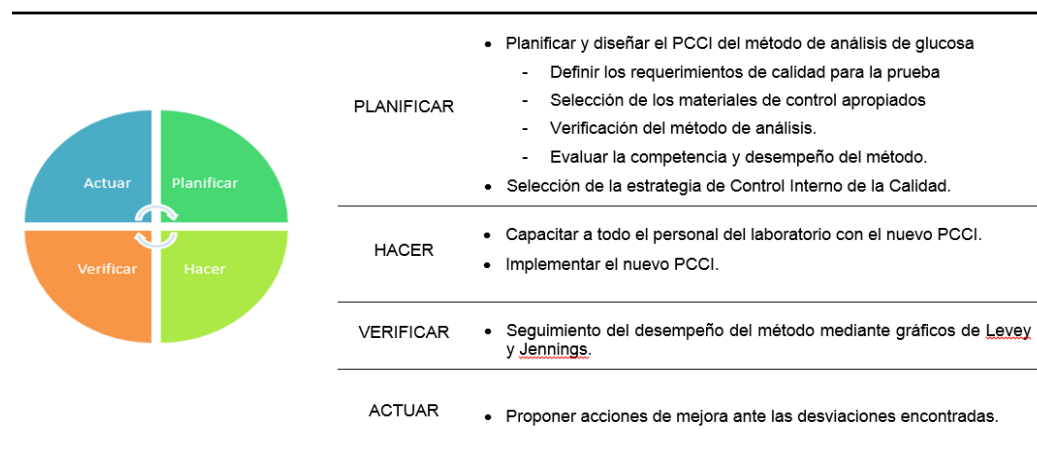 Actuar
Planificar
Verificar
Hacer
PLANIFICAR
• Planificar y diseñar el PCCI del método de análisis de glucosa
- Definir los requerimientos de calidad para la prueba
- Selección de los materiales de control apropiados
- Verificación del método de análisis.
- Evaluar la competencia y desempeño del método.
• Selección de la estrategia de Control Interno de la Calidad.
HACER
• Capacitar a todo el personal del laboratorio con el nuevo PCCI.
• Implementar el nuevo PCCI.
VERIFICAR
• Seguimiento del desempeño del método mediante gráficos de Levey
y Jennings.
ACTUAR
• Proponer acciones de mejora ante las desviaciones encontradas.